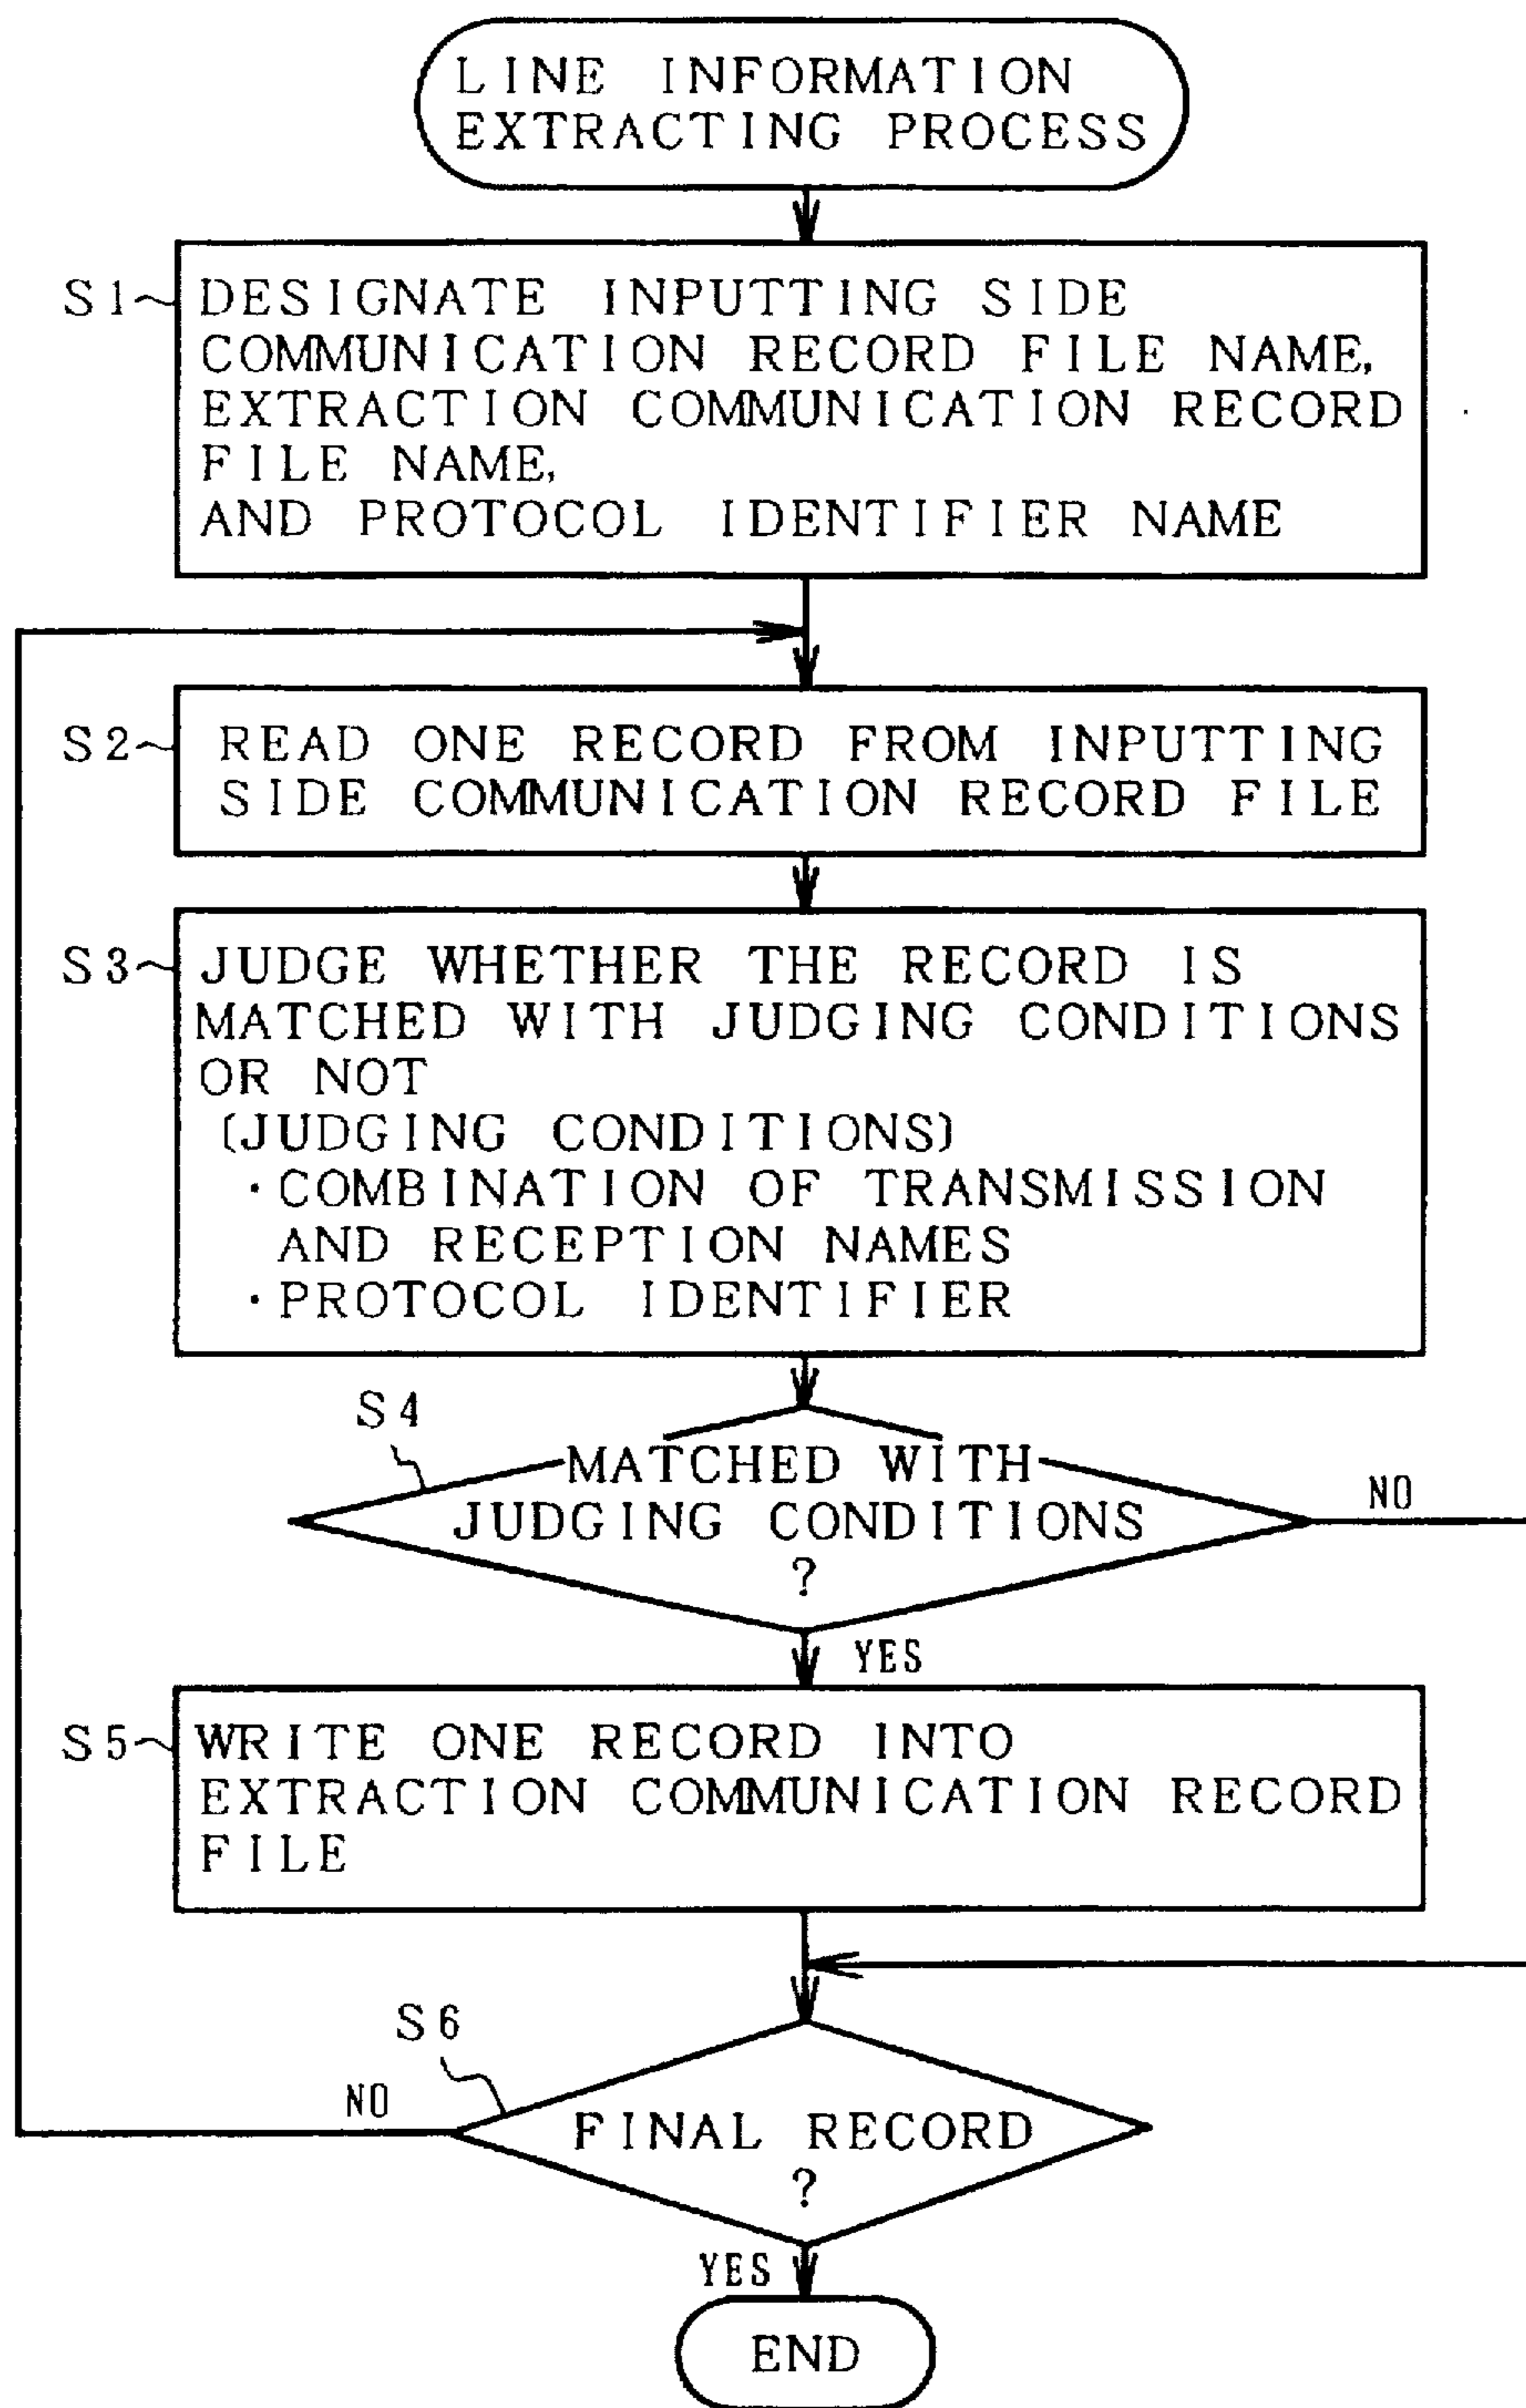 LINE INFORMATION
EXTRACTING PROCESS
S1
DESIGNATE INPUTTING SIDE
COMMUNICATION RECORD FILE NAME,
EXTRACTION COMMUNICATION RECORD
FILE NAME,
AND PROTOCOL IDENTIFIER NAME
S2
READ ONE RECORD FROM INPUTTING
SIDE COMMUNICATION RECORD FILE
S3
JUDGE WHETHER THE RECORD IS
MATCHED WITH JUDGING CONDITIONS
OR NOT
(JUDGING CONDITIONS)
·COMBINATION OF TRANSMISSION
AND RECEPTION NAMES
·PROTOCOL IDENTIFIER
S4
MATCHED WITH
JUDGING CONDITIONS
?
NO
YES
S5
WRITE ONE RECORD INTO
EXTRACTION COMMUNICATION RECORD
FILE
S6
NO
FINAL RECORD
?
YES
END